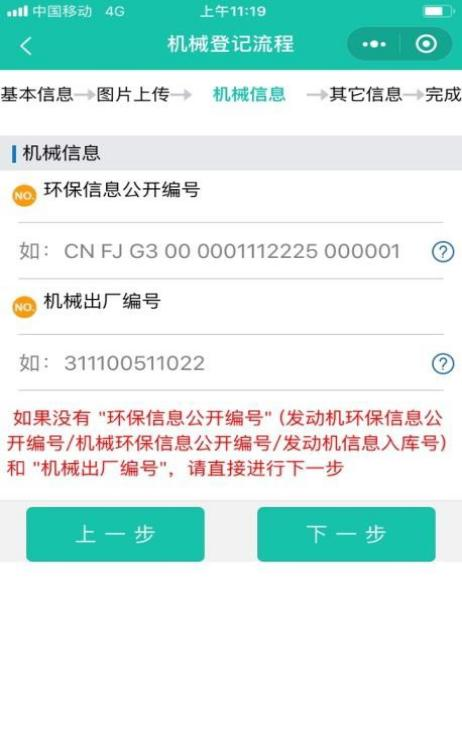 中国移动 4G 上午11:19
机械登记流程
基本信息 图片上传 机械信息 其它信息 完成
机械信息
NO. 环保信息公开编号
如: CN FJ G3 00 0001112225 000001 ?
NO. 机械出厂编号
如: 311100511022 ?
如果没有 "环保信息公开编号" (发动机环保信息公
开编号/机械环保信息公开编号/发动机信息入库号)
和 "机械出厂编号"，请直接进行下一步
上一步 下一步